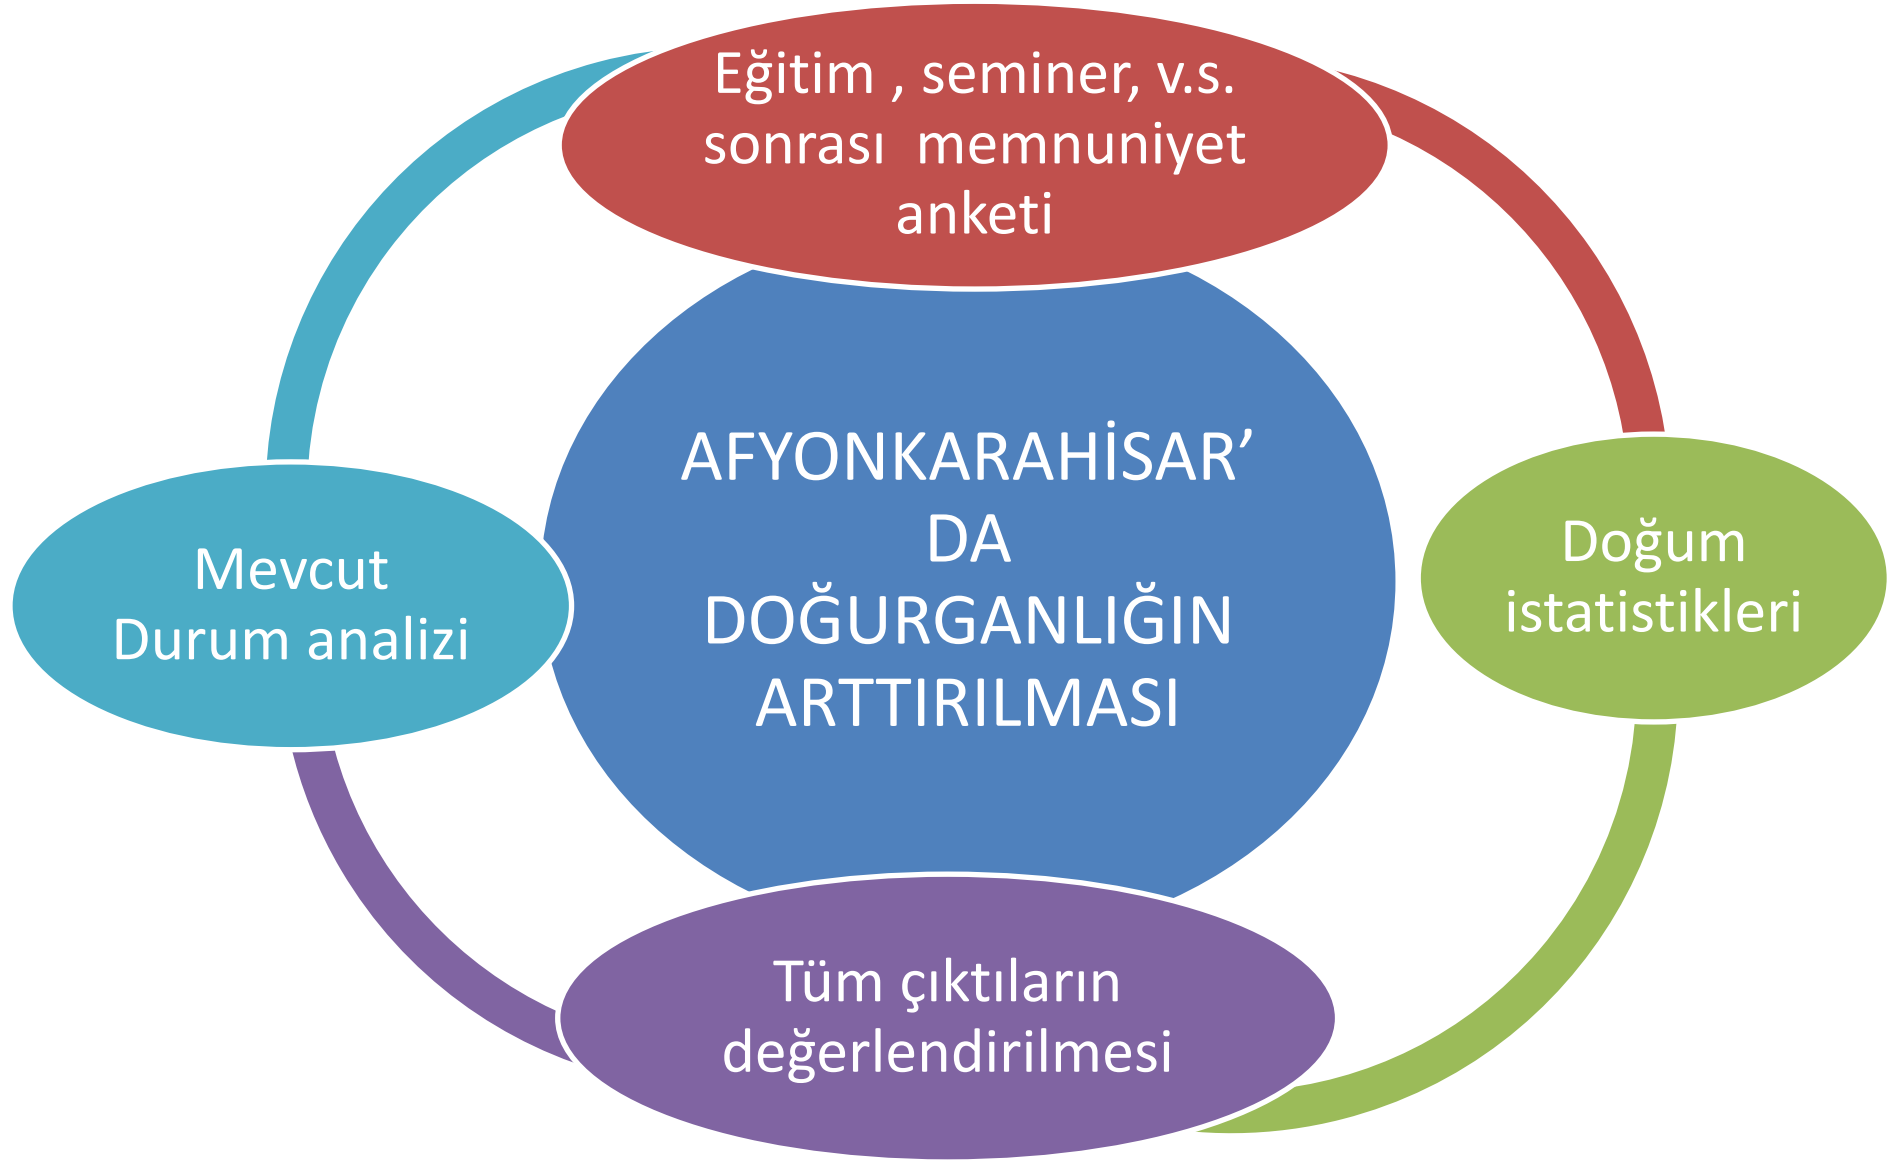 Eğitim , seminer, v.s.
sonrası  memnuniyet
anketi
AFYONKARAHİSAR’
DA
DOĞURGANLIĞIN
ARTTIRILMASI
Doğum
istatistikleri
Tüm çıktıların
değerlendirilmesi
Mevcut
Durum analizi